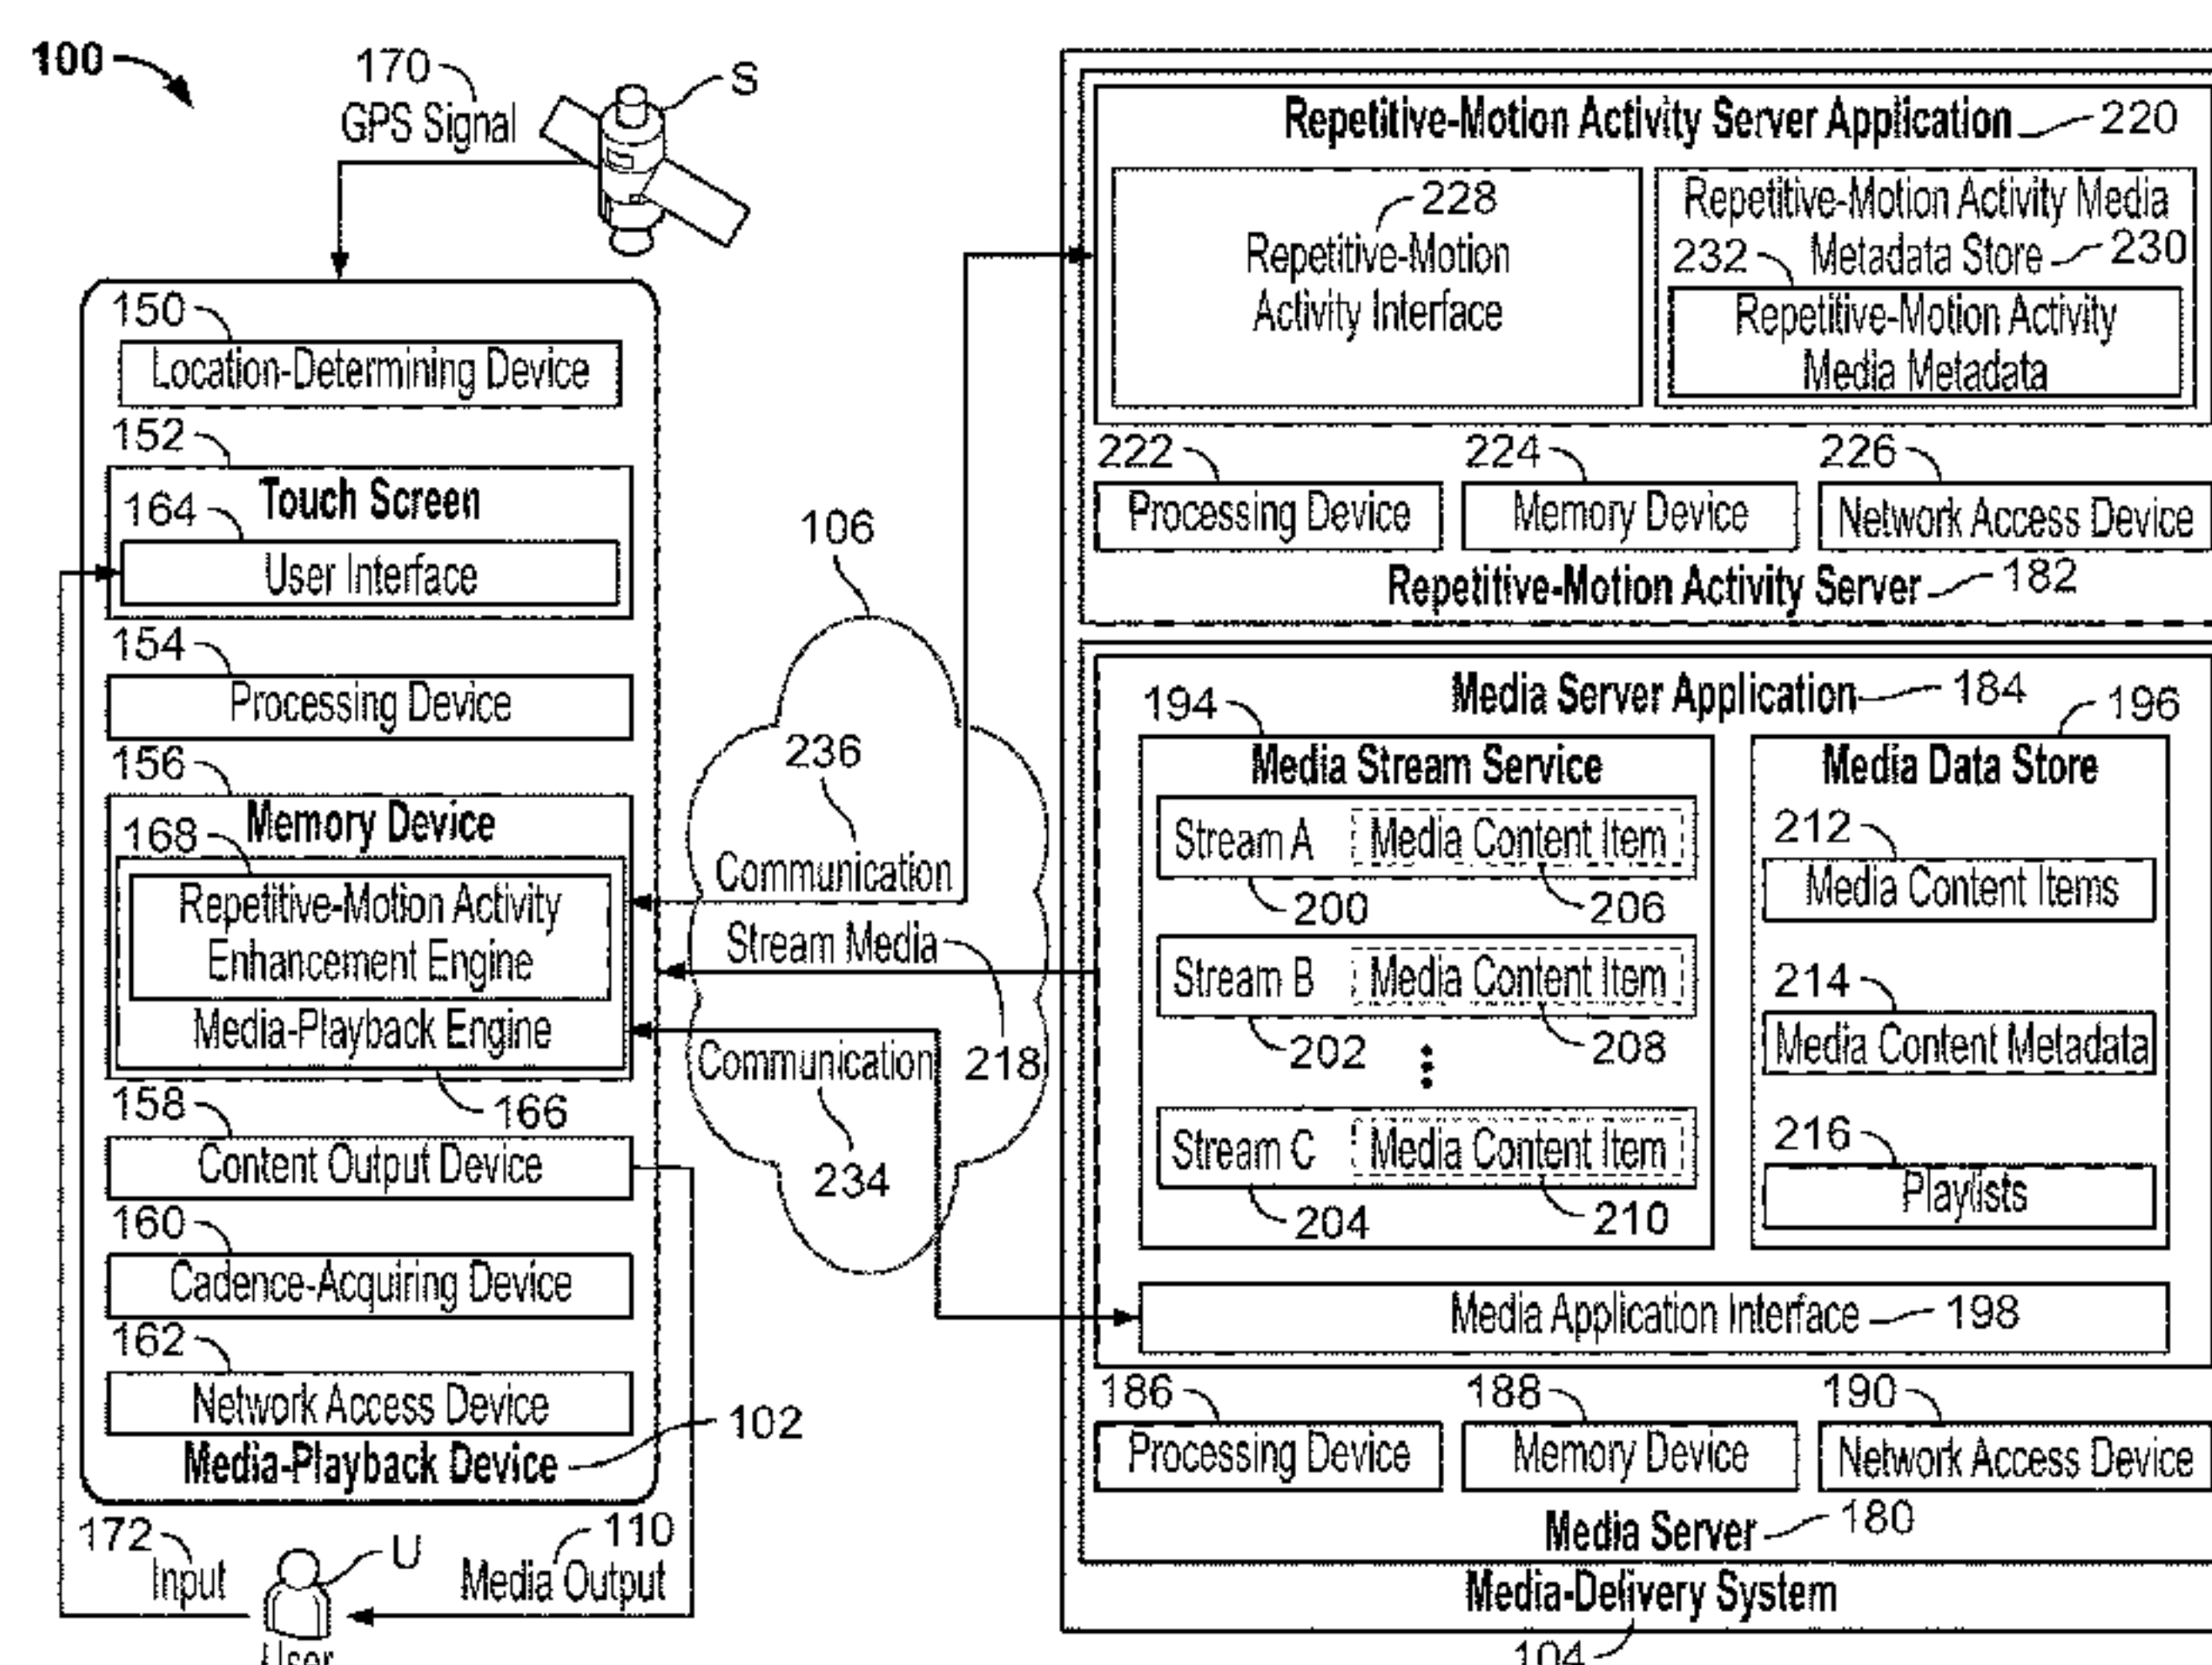 100
170
GPS Signal
S
150
Location-Determining Device
152
Touch Screen
164
User Interface
154
Processing Device
156
Memory Device
168
Repetitive-Motion Activity
Enhancement Engine
Media-Playback Engine
166
158
Content Output Device
160
Cadence-Acquiring Device
162
Network Access Device
Media-Playback Device
102
172
Input
U
User
110
Media Output
106
236
Communication
Stream Media
218
Communication
234
Repetitive-Motion Activity Server Application
220
228
Repetitive-Motion
Activity Interface
Repetitive-Motion Activity Media
Metadata Store
230
232
Repetitive-Motion Activity
Media Metadata
222
Processing Device
224
Memory Device
226
Network Access Device
Repetitive-Motion Activity Server
182
Media Server Application
184
194
Media Stream Service
Stream A
Media Content Item
200
206
Stream B
Media Content Item
202
208
Stream C
Media Content Item
204
210
196
Media Data Store
212
Media Content Items
214
Media Content Metadata
216
Playlists
Media Application Interface
198
186
Processing Device
188
Memory Device
190
Network Access Device
Media Server
180
Media-Delivery System
104